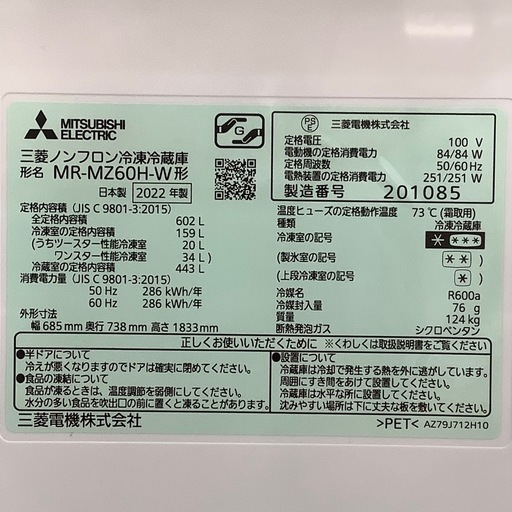 MITSUBISHI
ELECTRIC
G
三菱ノンフロン冷凍冷蔵庫
形名 MR-MZ60H-W形
日本製 2022年製
定格内容積(JIS C 9801-3:2015)
全定格内容積 602 L
冷凍室の定格内容積 159 L
(うちツースター性能冷凍室 20 L
ワンスター性能冷凍室 34 L)
冷蔵室の定格内容積 443 L
消費電力量(JIS C 9801-3:2015)
50 Hz 286 kWh/年
60 Hz 286 kWh/年
外形寸法
幅 685mm 奥行 738mm 高さ 1833mm
PS
E
三菱電機株式会社
定格電圧 100 V
電動機の定格消費電力 84/84 W
定格周波数 50/60 Hz
電熱装置の定格消費電力 251/251 W
製造番号 201085
温度ヒューズの定格動作温度 73℃(霜取用)
種類 冷凍冷蔵庫
冷凍室の記号 * ***
(製氷室の記号) **
(上段冷凍室の記号) *
冷媒名 R600a
冷媒封入量 76 g
質量 124 kg
断熱発泡ガス シクロペンタン
正しくお使いいただくために ※くわしくは取扱説明書をご覧ください
●半ドアについて
冷えが悪くなりますのでドアは確実に閉めてください。
●食品の凍結について
食品が凍るときは、温度調節を弱側にしてください。
水分の多い食品を吹出口の前に置くと凍ることがあります。
●設置について
冷蔵庫は冷却で発生する熱を外に逃がしています。
周囲にすき間をあけて設置してください。
冷蔵庫は水平な所に設置してください。
沈みやすい場所は下に丈夫な板を敷いてください。
三菱電機株式会社
>PET< AZ79J712H10